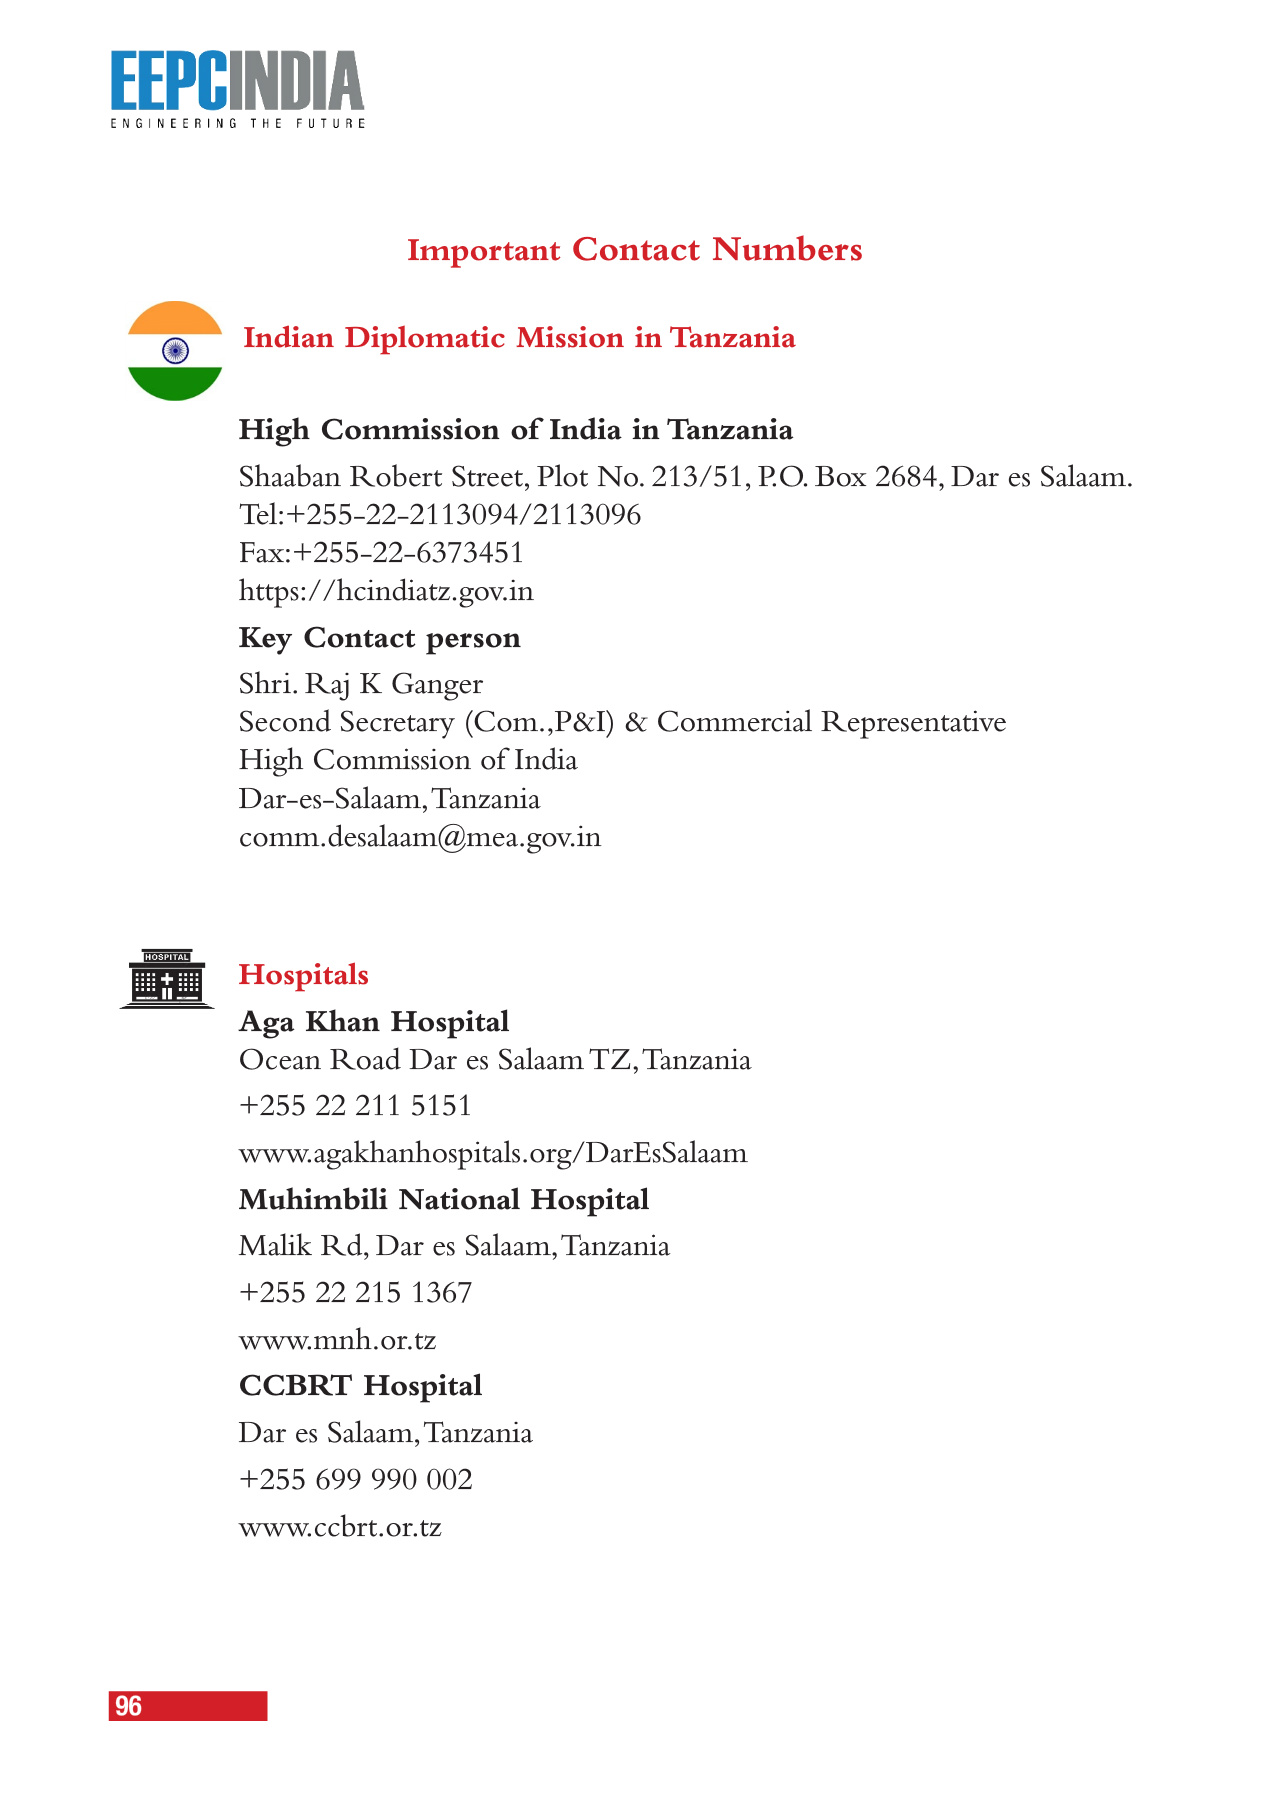 EEPCINDIA
ENGINEERING THE FUTURE
Important Contact Numbers
Indian Diplomatic Mission in Tanzania
High Commission of India in Tanzania
Shaaban Robert Street, Plot No. 213/51, P.O. Box 2684, Dar es Salaam.
Tel:+255-22-2113094/2113096
Fax:+255-22-6373451
https://hcindiatz.gov.in
Key Contact person
Shri. Raj K Ganger
Second Secretary (Com.,P&I) & Commercial Representative
High Commission of India
Dar-es-Salaam, Tanzania
comm.desalaam@mea.gov.in
HOSPITAL
Hospitals
Aga Khan Hospital
Ocean Road Dar es Salaam TZ, Tanzania
+255 22 211 5151
www.agakhanhospitals.org/DarEsSalaam
Muhimbili National Hospital
Malik Rd, Dar es Salaam, Tanzania
+255 22 215 1367
www.mnh.or.tz
CCBRT Hospital
Dar es Salaam, Tanzania
+255 699 990 002
www.ccbrt.or.tz
96